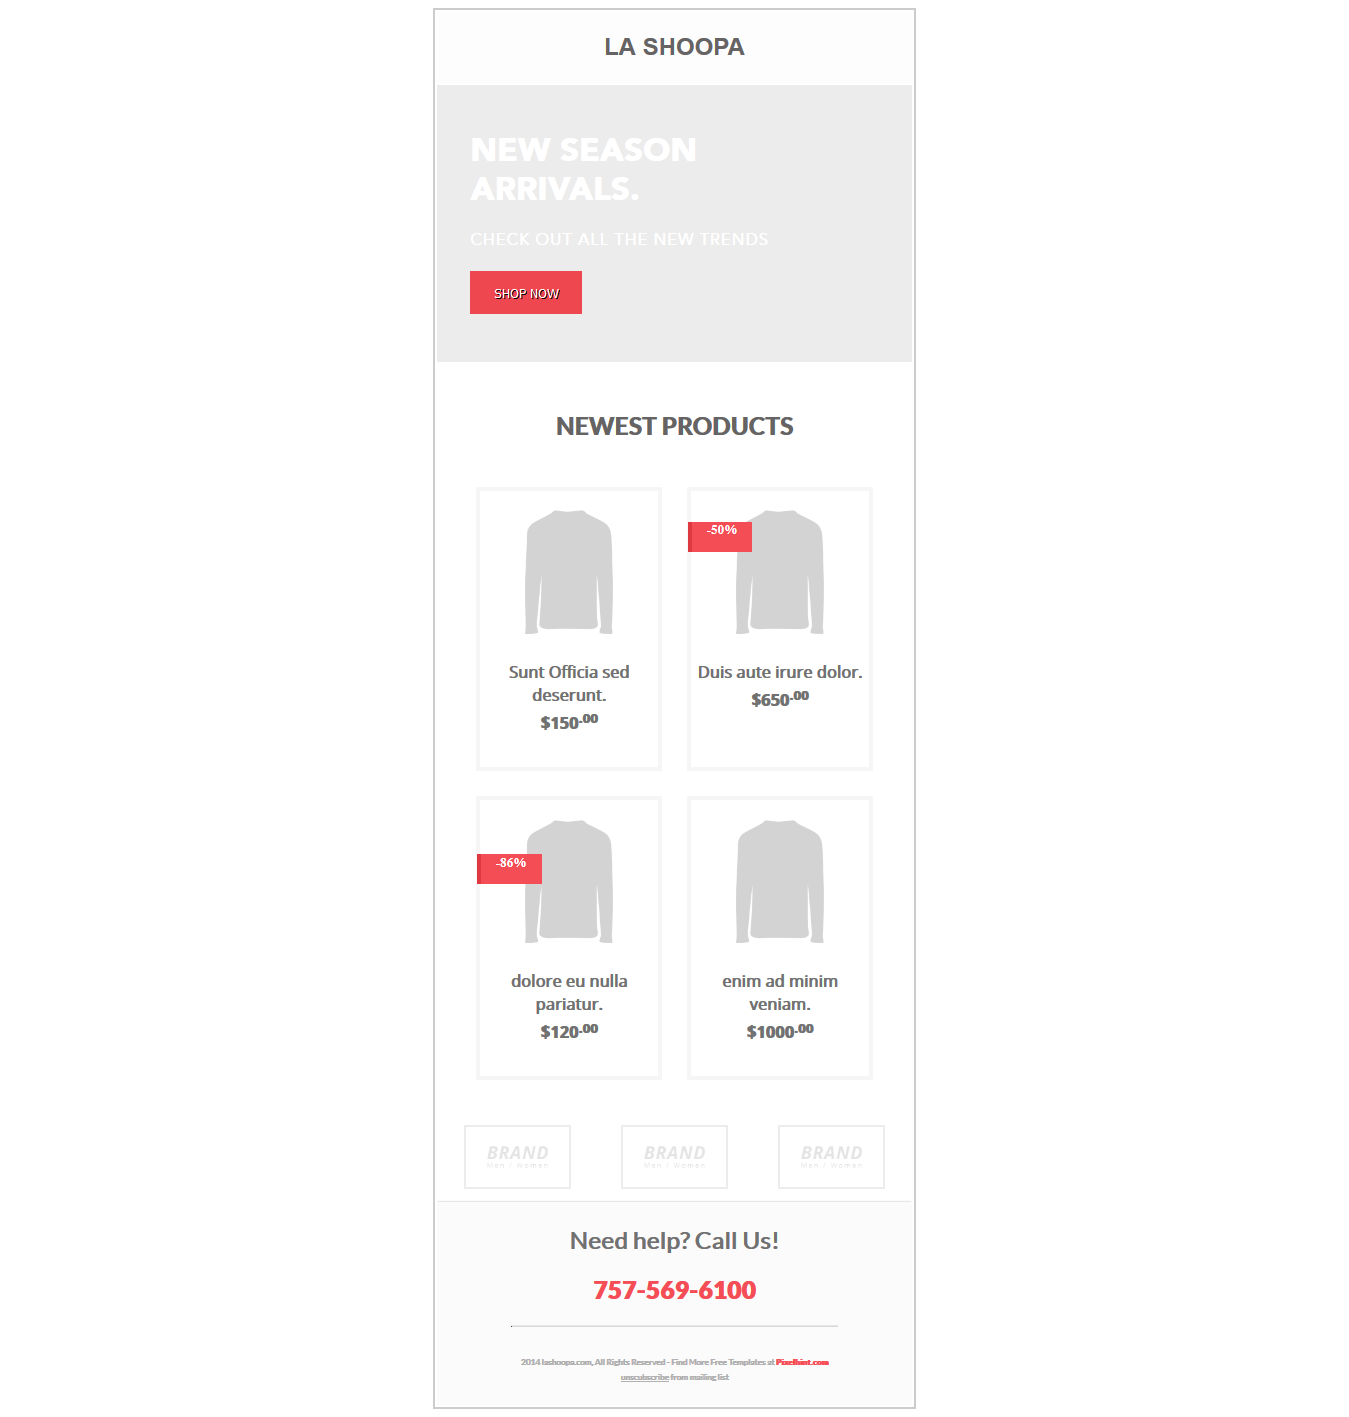 LA SHOOPA
NEW SEASON
ARRIVALS.
CHECK OUT ALL THE NEW TRENDS
SHOP NOW
NEWEST PRODUCTS
Sunt Officia sed
deserunt.
$150.00
-50%
Duis aute irure dolor.
$650.00
-86%
dolore eu nulla
pariatur.
$120.00
enim ad minim
veniam.
$1000.00
BRAND
Men / Women
BRAND
Men / Women
BRAND
Men / Women
Need help? Call Us!
757-569-6100
2014 lashoopa.com, All Rights Reserved - Find More Free Templates at Pixelhint.com
unscubscribe from mailing list